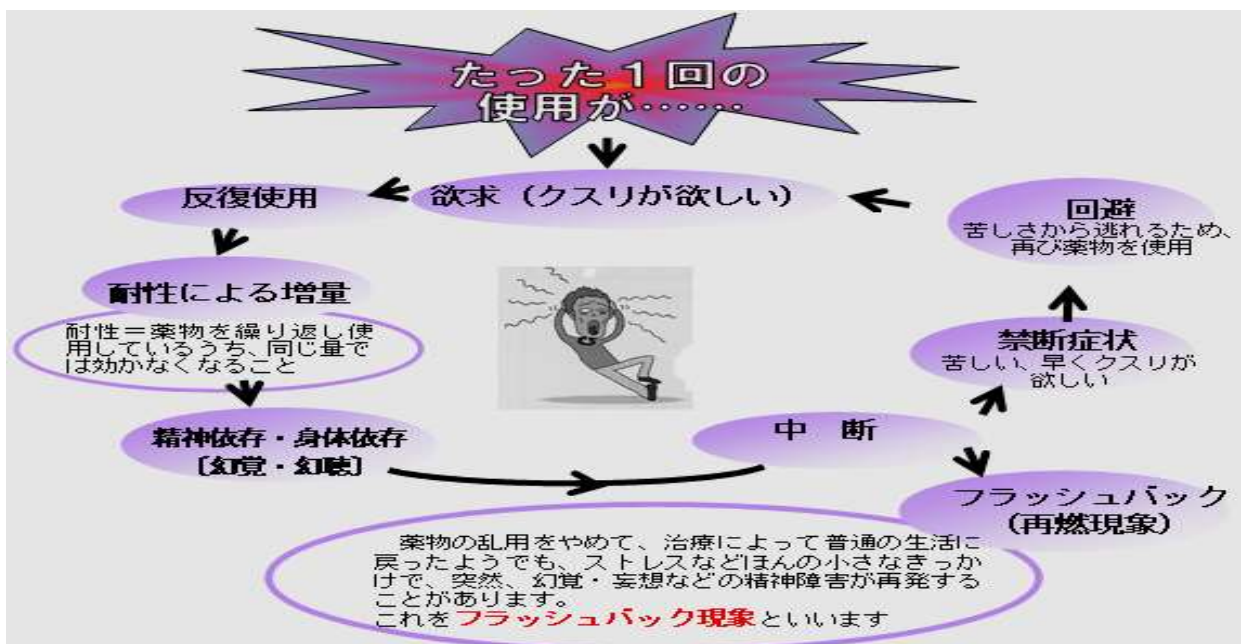 たった１回の
使用が……
欲求（クスリが欲しい）
反復使用
耐性による増量
耐性＝薬物を繰り返し使
用しているうち、同じ量で
は効かなくなること
精神依存・身体依存
［幻覚・幻聴］
中　断
禁断症状
苦しい、早くクスリが
欲しい
回避
苦しさから逃れるため、
再び薬物を使用
フラッシュバック
（再燃現象）
薬物の乱用をやめて、治療によって普通の生活に
戻ったようでも、ストレスなどほんの小さなきっか
けで、突然、幻覚・妄想などの精神障害が再発する
ことがあります。
これをフラッシュバック現象といいます